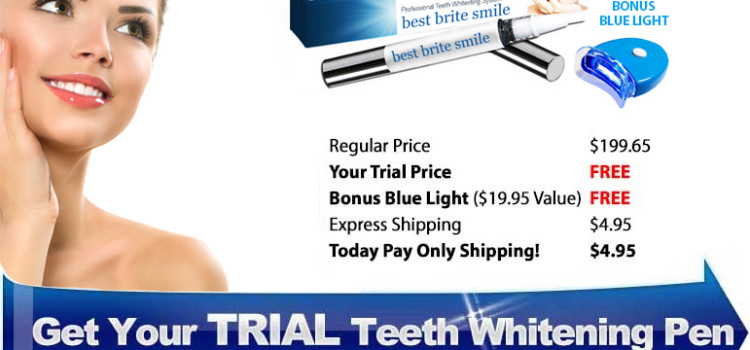 BONUS
BLUE LIGHT
Professional Teeth Whitening System
best brite smile
best brite smile
Regular Price $199.65
Your Trial Price FREE
Bonus Blue Light ($19.95 Value) FREE
Express Shipping $4.95
Today Pay Only Shipping! $4.95
Get Your TRIAL Teeth Whitening Pen